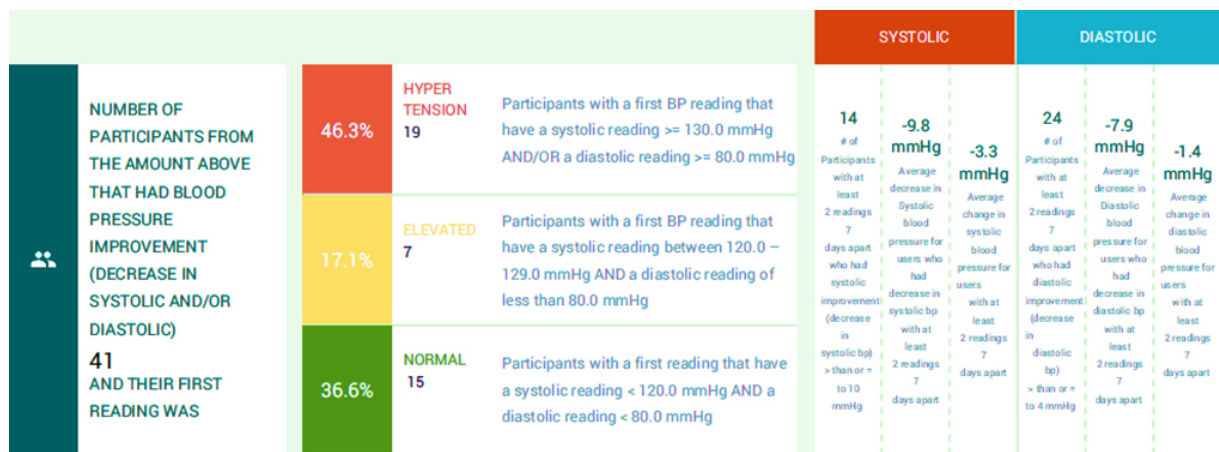 SYSTOLIC
DIASTOLIC
NUMBER OF
PARTICIPANTS FROM
THE AMOUNT ABOVE
THAT HAD BLOOD
PRESSURE
IMPROVEMENT
(DECREASE IN
SYSTOLIC AND/OR
DIASTOLIC)
41
AND THEIR FIRST
READING WAS
46.3%
HYPER
TENSION
19
Participants with a first BP reading that
have a systolic reading >= 130.0 mmHg
AND/OR a diastolic reading >= 80.0 mmHg
17.1%
ELEVATED
7
Participants with a first BP reading that
have a systolic reading between 120.0 –
129.0 mmHg AND a diastolic reading of
less than 80.0 mmHg
36.6%
NORMAL
15
Participants with a first reading that have
a systolic reading < 120.0 mmHg AND a
diastolic reading < 80.0 mmHg
14
# of
Participants
with at
least
2 readings
7
days apart
who had
systolic
improvement
(decrease
in
systolic bp)
> than or =
to 10
mmHg
-9.8
mmHg
Average
decrease in
Systolic
blood
pressure for
users who
had
decrease in
systolic bp
with at
least
2 readings
7
days apart
-3.3
mmHg
Average
change in
systolic
blood
pressure for
users
with at
least
2 readings
7
days apart
24
# of
Participants
with at
least
2 readings
7
days apart
who had
diastolic
improvement
(decrease
in
diastolic
bp)
> than or =
to 4 mmHg
-7.9
mmHg
Average
decrease in
Diastolic
blood
pressure for
users who
had
decrease in
diastolic bp
with at
least
2 readings
7
days apart
-1.4
mmHg
Average
change in
diastolic
blood
pressure for
users
with at
least
2 readings
7
days apart